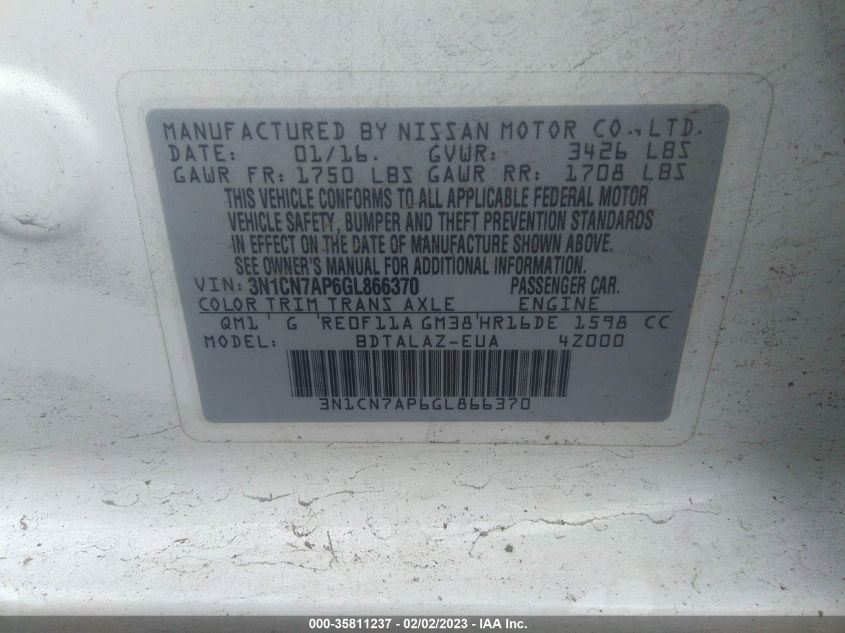 MANUFACTURED BY NISSAN MOTOR CO., LTD.
DATE: 01/16. GVWR: 3426 LBS
GAWR FR: 1750 LBS GAWR RR: 1708 LBS
THIS VEHICLE CONFORMS TO ALL APPLICABLE FEDERAL MOTOR
VEHICLE SAFETY, BUMPER AND THEFT PREVENTION STANDARDS
IN EFFECT ON THE DATE OF MANUFACTURE SHOWN ABOVE.
SEE OWNER'S MANUAL FOR ADDITIONAL INFORMATION.
VIN: 3N1CN7AP6GL866370 PASSENGER CAR.
COLOR TRIM TRANS AXLE ENGINE
QM1 G RE0F11A GM38 HR16DE 1598 CC
MODEL: BDTALAZ-EUA 4Z000
3N1CN7AP6GL866370
000-35811237 - 02/02/2023 - IAA Inc.